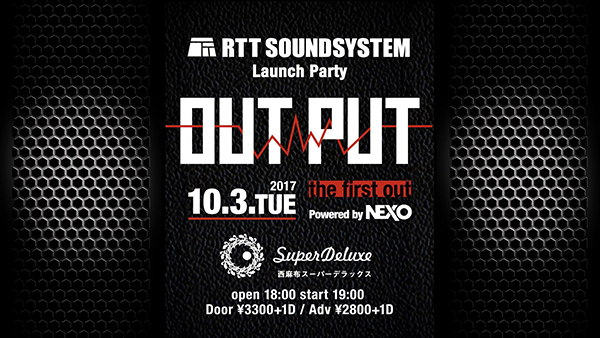 RTT SOUNDSYSTEM
Launch Party
OUT PUT
2017
10.3.TUE
the first out
Powered by NEXO
SuperDeluxe
西麻布スーパーデラックス
open 18:00 start 19:00
Door ¥3300+1D / Adv ¥2800+1D